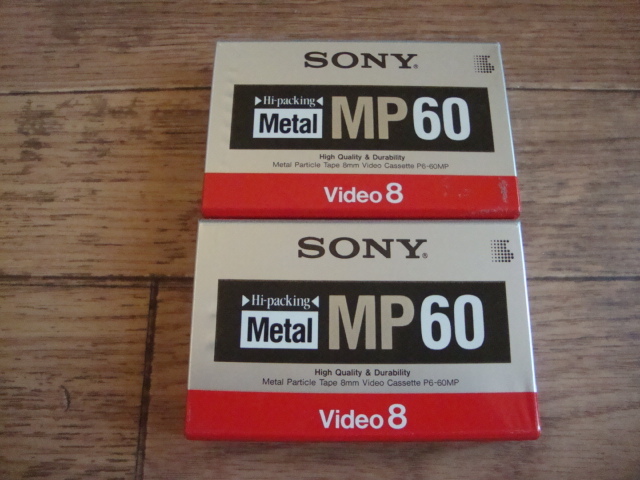 SONY®
▶Hi-packing◀
Metal MP60
High Quality & Durability
Metal Particle Tape 8mm Video Cassette P6-60MP
Video 8
SONY®
▶Hi-packing◀
Metal MP60
High Quality & Durability
Metal Particle Tape 8mm Video Cassette P6-60MP
Video 8